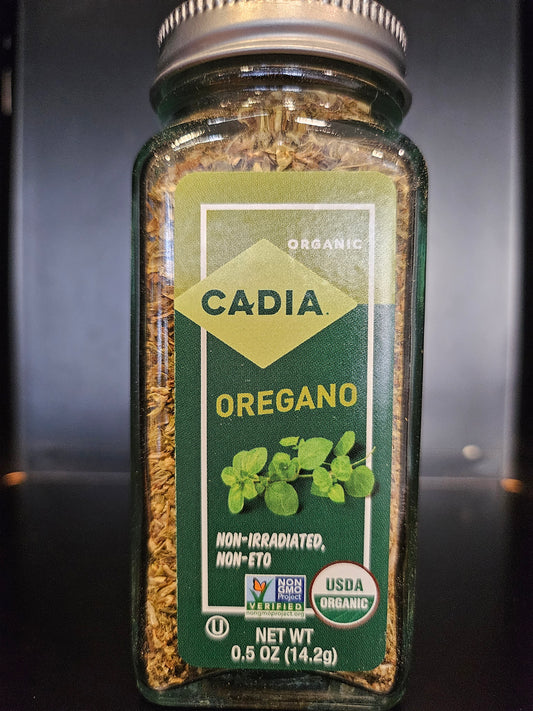 ORGANIC
CADIA.
OREGANO
NON-IRRADIATED,
NON-ETO
NON
GMO
Project
VERIFIED
nongmoproject.org
USDA
ORGANIC
U
NET WT
0.5 OZ (14.2g)